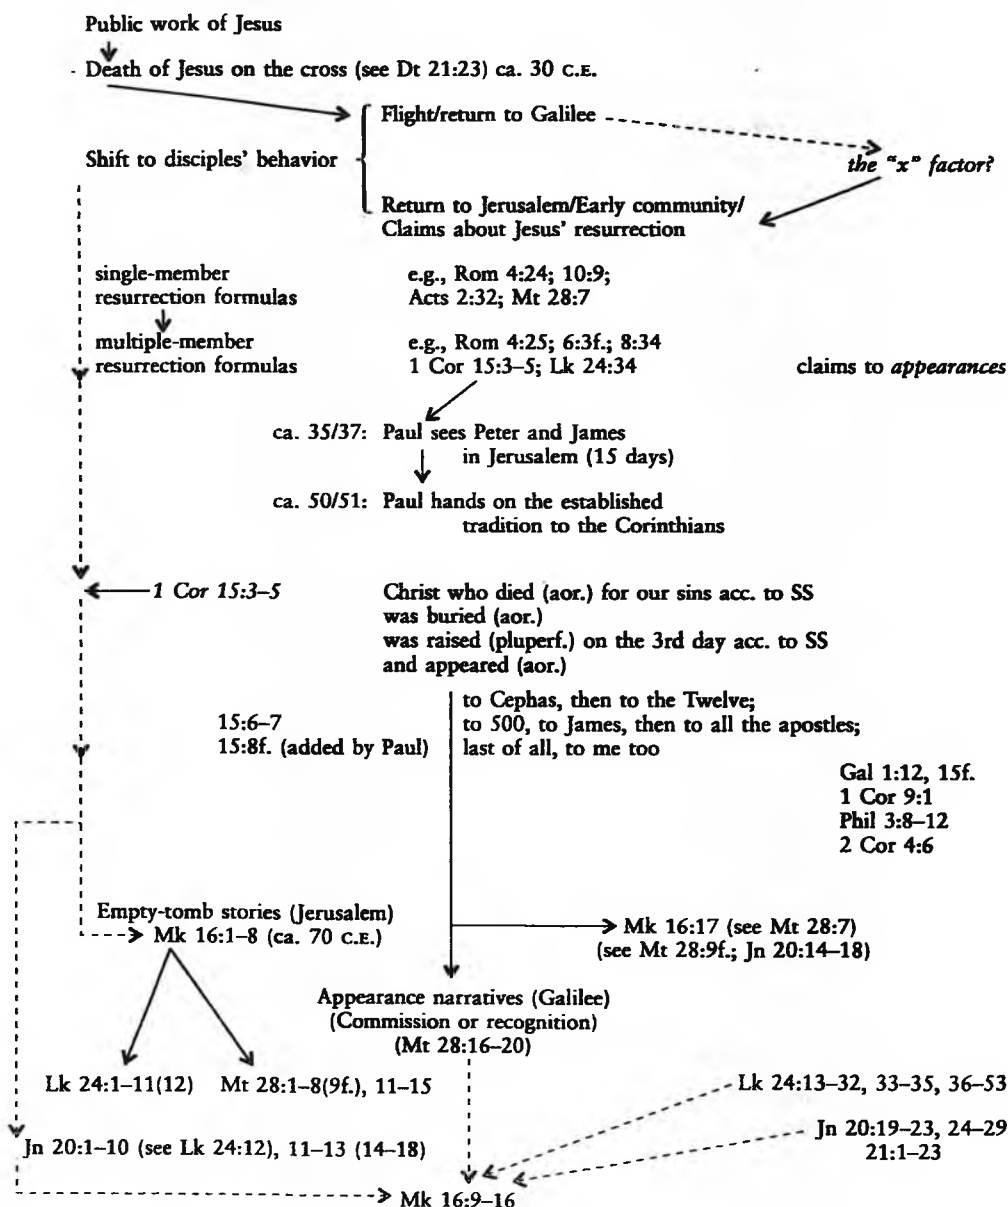 Public work of Jesus
Death of Jesus on the cross (see Dt 21:23) ca. 30 C.E.
Flight/return to Galilee
Shift to disciples' behavior
the "x" factor?
Return to Jerusalem/Early community/
Claims about Jesus' resurrection
single-member
resurrection formulas
e.g., Rom 4:24; 10:9;
Acts 2:32; Mt 28:7
multiple-member
resurrection formulas
e.g., Rom 4:25; 6:3f.; 8:34
1 Cor 15:3–5; Lk 24:34
claims to appearances
ca. 35/37: Paul sees Peter and James
in Jerusalem (15 days)
ca. 50/51: Paul hands on the established
tradition to the Corinthians
1 Cor 15:3–5
Christ who died (aor.) for our sins acc. to SS
was buried (aor.)
was raised (pluperf.) on the 3rd day acc. to SS
and appeared (aor.)
to Cephas, then to the Twelve;
15:6–7 to 500, to James, then to all the apostles;
15:8f. (added by Paul) last of all, to me too
Gal 1:12, 15f.
1 Cor 9:1
Phil 3:8–12
2 Cor 4:6
Empty-tomb stories (Jerusalem)
Mk 16:1–8 (ca. 70 C.E.)
Mk 16:17 (see Mt 28:7)
(see Mt 28:9f.; Jn 20:14–18)
Appearance narratives (Galilee)
(Commission or recognition)
(Mt 28:16–20)
Lk 24:1–11(12) Mt 28:1–8(9f.), 11–15
Lk 24:13–32, 33–35, 36–53
Jn 20:1–10 (see Lk 24:12), 11–13 (14–18)
Jn 20:19–23, 24–29
21:1–23
Mk 16:9–16